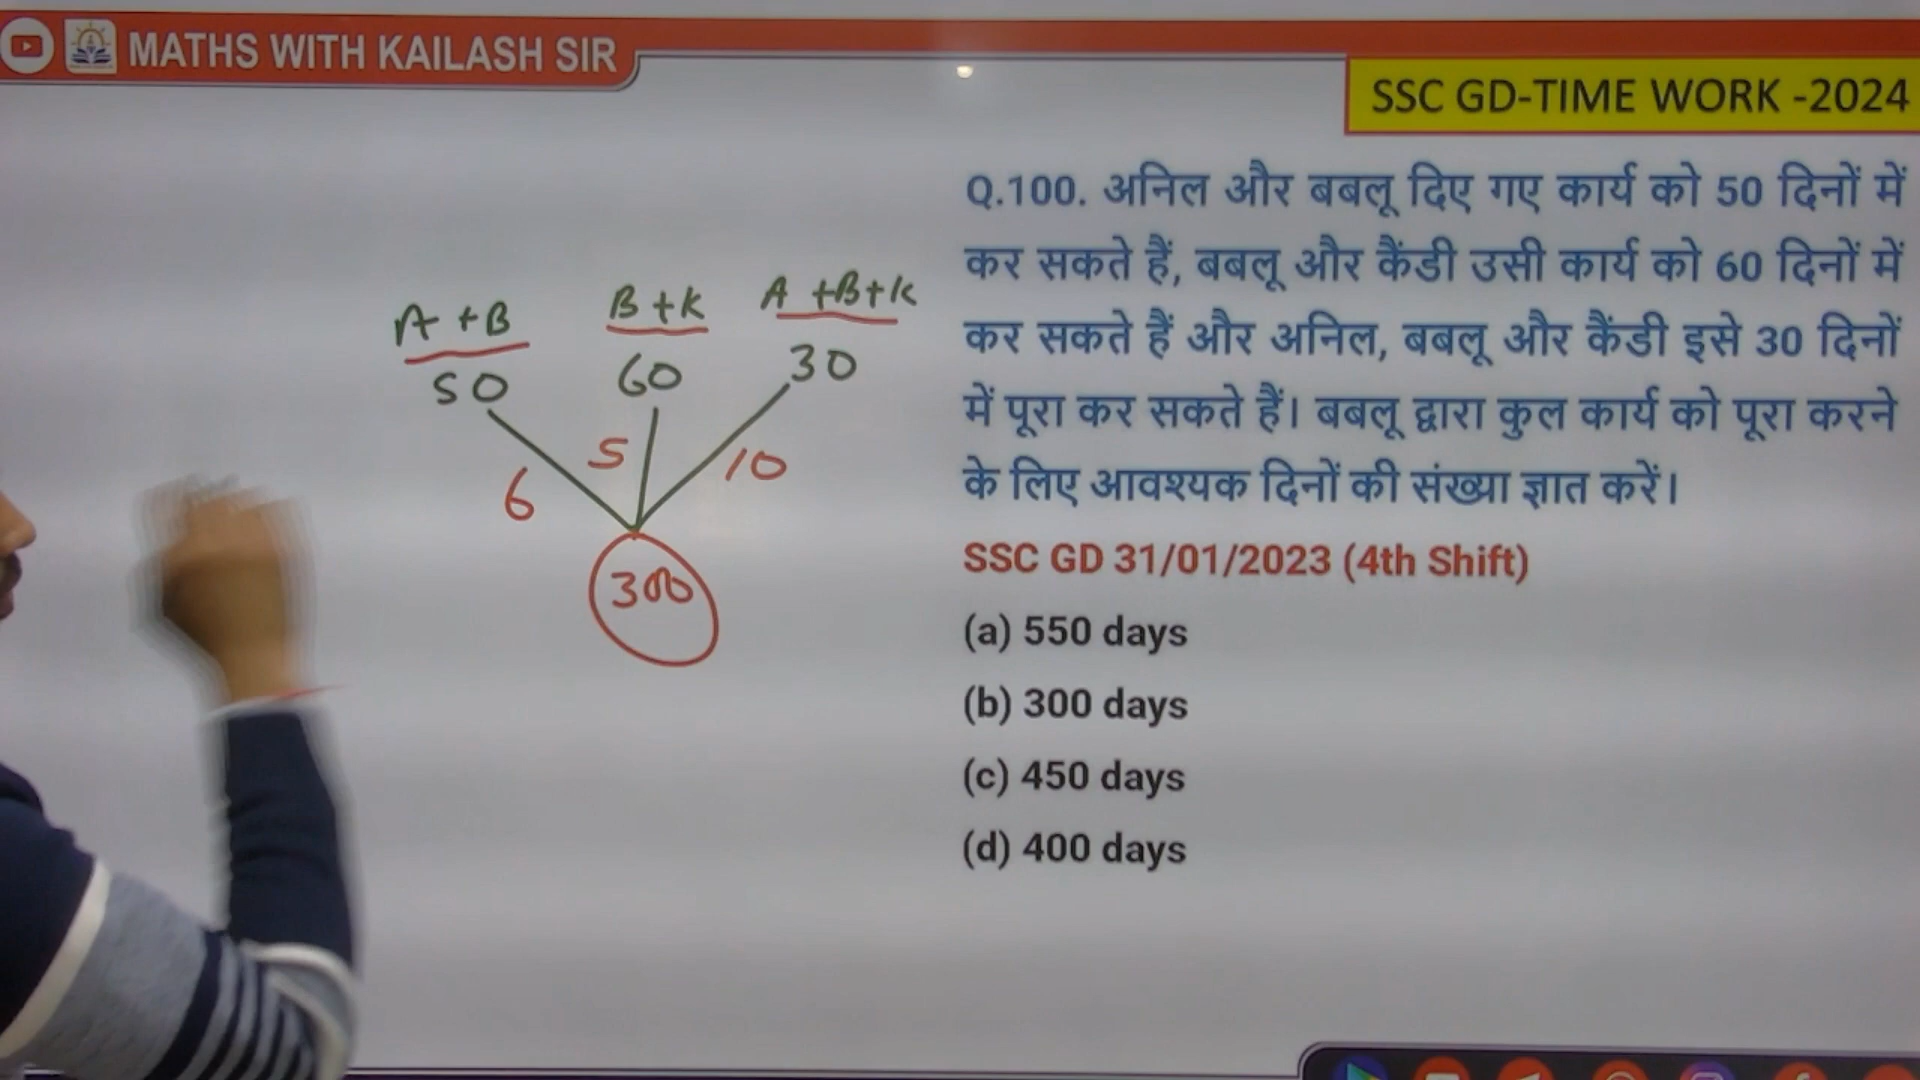 MATHS WITH KAILASH SIR
SSC GD-TIME WORK -2024
Q.100. अनिल और बबलू दिए गए कार्य को 50 दिनों में
कर सकते हैं, बबलू और कैंडी उसी कार्य को 60 दिनों में
कर सकते हैं और अनिल, बबलू और कैंडी इसे 30 दिनों
में पूरा कर सकते हैं। बबलू द्वारा कुल कार्य को पूरा करने
के लिए आवश्यक दिनों की संख्या ज्ञात करें।
SSC GD 31/01/2023 (4th Shift)
(a) 550 days
(b) 300 days
(c) 450 days
(d) 400 days
A+B B+K A+B+K
50 60 30
6 5 10
300